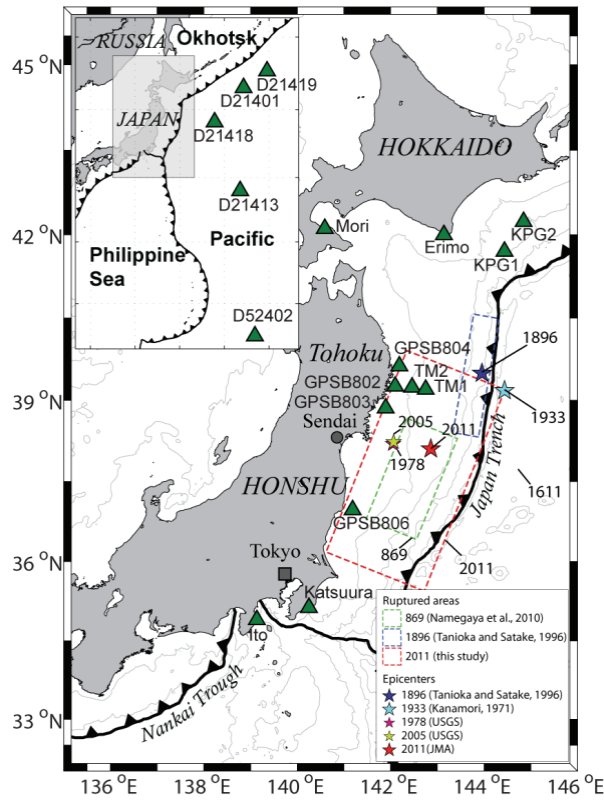 RUSSIA
Okhotsk
D21419
D21401
JAPAN
D21418
D21413
Pacific
Philippine
Sea
D52402
45°N
42°N
39°N
36°N
33°N
HOKKAIDO
Mori
Erimo
KPG2
KPG1
Tohoku
GPSB804
1896
TM2
GPSB802
TM1
GPSB803
Sendai
2005
2011
1933
1978
HONSHU
Japan Trench
1611
GPSB806
869
2011
Tokyo
Katsuura
Ito
Nankai Trough
Ruptured areas
869 (Namegaya et al., 2010)
1896 (Tanioka and Satake, 1996)
2011 (this study)
Epicenters
1896 (Tanioka and Satake, 1996)
1933 (Kanamori, 1971)
1978 (USGS)
2005 (USGS)
2011(JMA)
136°E
138°E
140°E
142°E
144°E
146°E